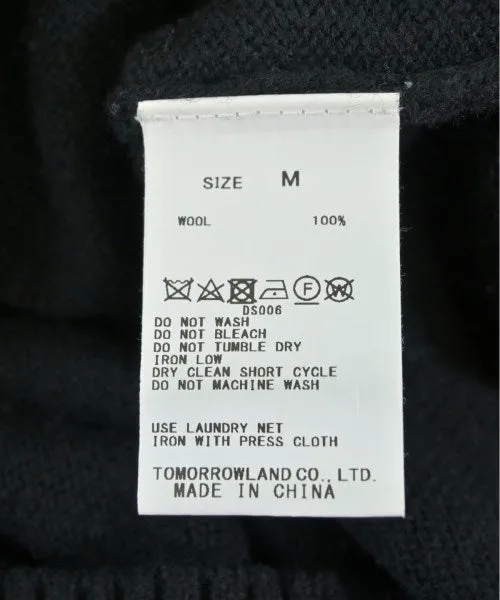 SIZE M
WOOL 100%
F W
DS006
DO NOT WASH
DO NOT BLEACH
DO NOT TUMBLE DRY
IRON LOW
DRY CLEAN SHORT CYCLE
DO NOT MACHINE WASH
USE LAUNDRY NET
IRON WITH PRESS CLOTH
TOMORROWLAND CO., LTD.
MADE IN CHINA